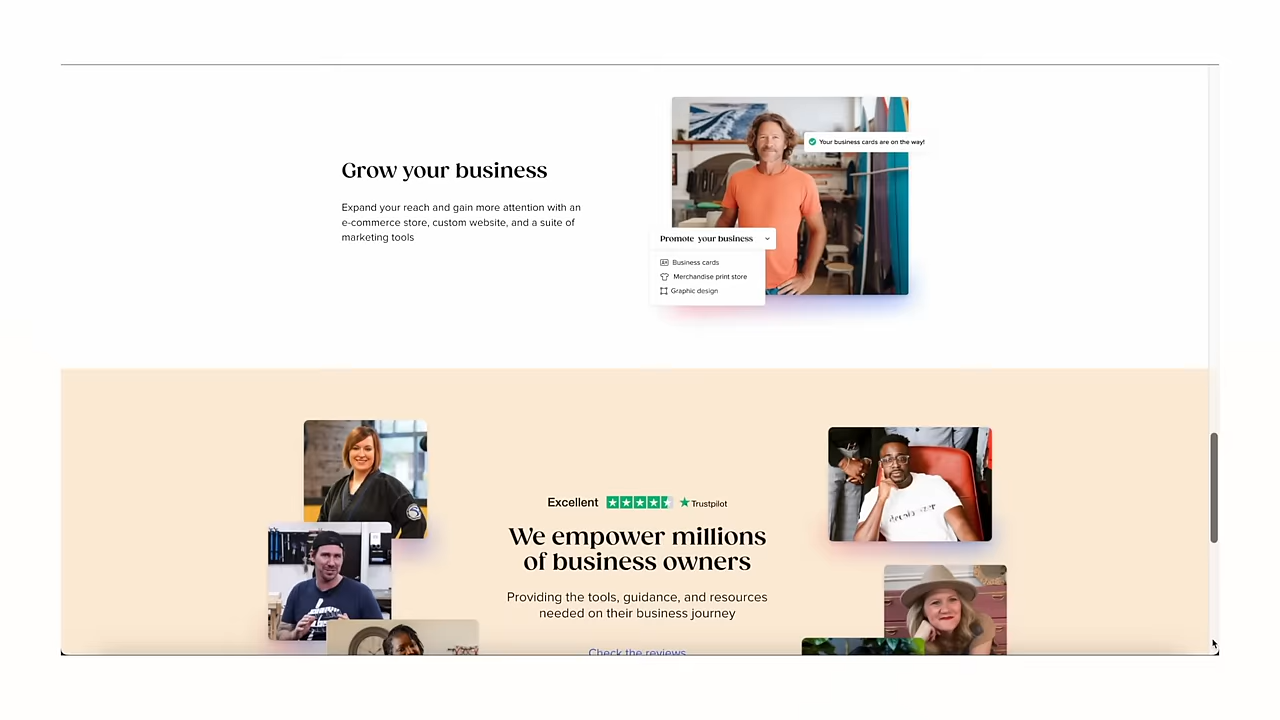 Grow your business
Expand your reach and gain more attention with an
e-commerce store, custom website, and a suite of
marketing tools
Your business cards are on the way!
Promote your business
Business cards
Merchandise print store
Graphic design
Excellent
Trustpilot
We empower millions
of business owners
Providing the tools, guidance, and resources
needed on their business journey
Check the reviews